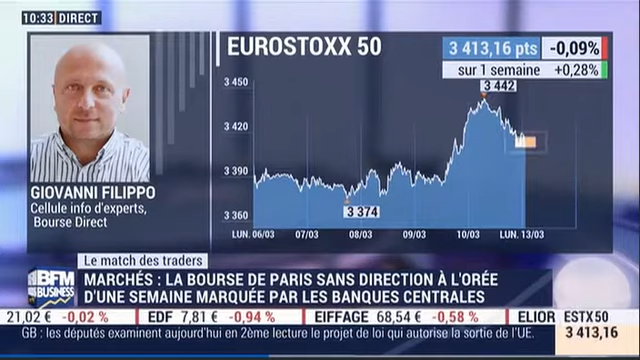 10:33 DIRECT
EUROSTOXX 50
3 413,16 pts -0,09%
sur 1 semaine +0,28%
3 450
3 442
3 420
3 390
3 374
3 360
LUN. 06/03 07/03 08/03 09/03 10/03 LUN. 13/03
GIOVANNI FILIPPO
Cellule info d'experts,
Bourse Direct
Le match des traders
BFM
BUSINESS
MARCHÉS : LA BOURSE DE PARIS SANS DIRECTION À L'ORÉE
D'UNE SEMAINE MARQUÉE PAR LES BANQUES CENTRALES
21,02 € -0,02 % EDF 7,81 € -0,94 % EIFFAGE 68,54 € -0,58 % ELIOR
ESTX50
GB : les députés examinent aujourd'hui en 2ème lecture le projet de loi qui autorise la sortie de l'UE.
3 413,16